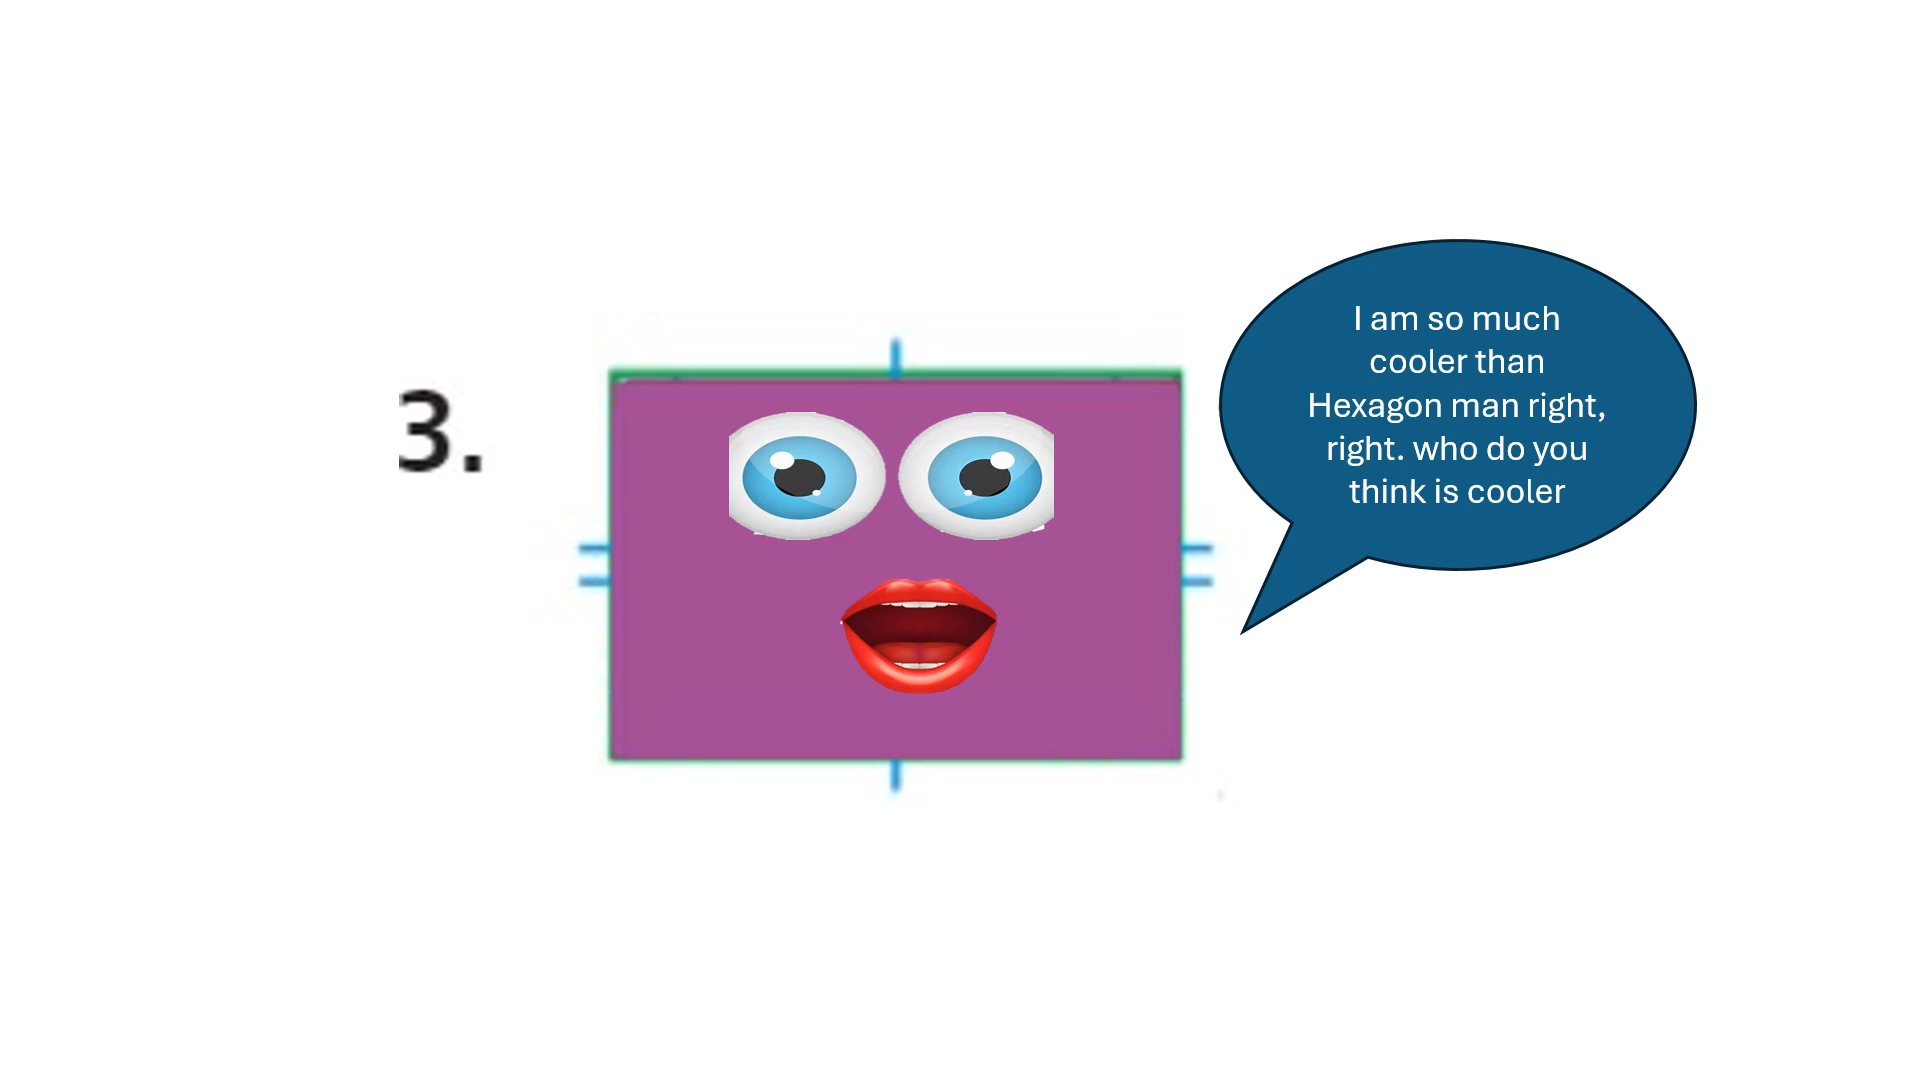 3.
I am so much
cooler than
Hexagon man right,
right. who do you
think is cooler